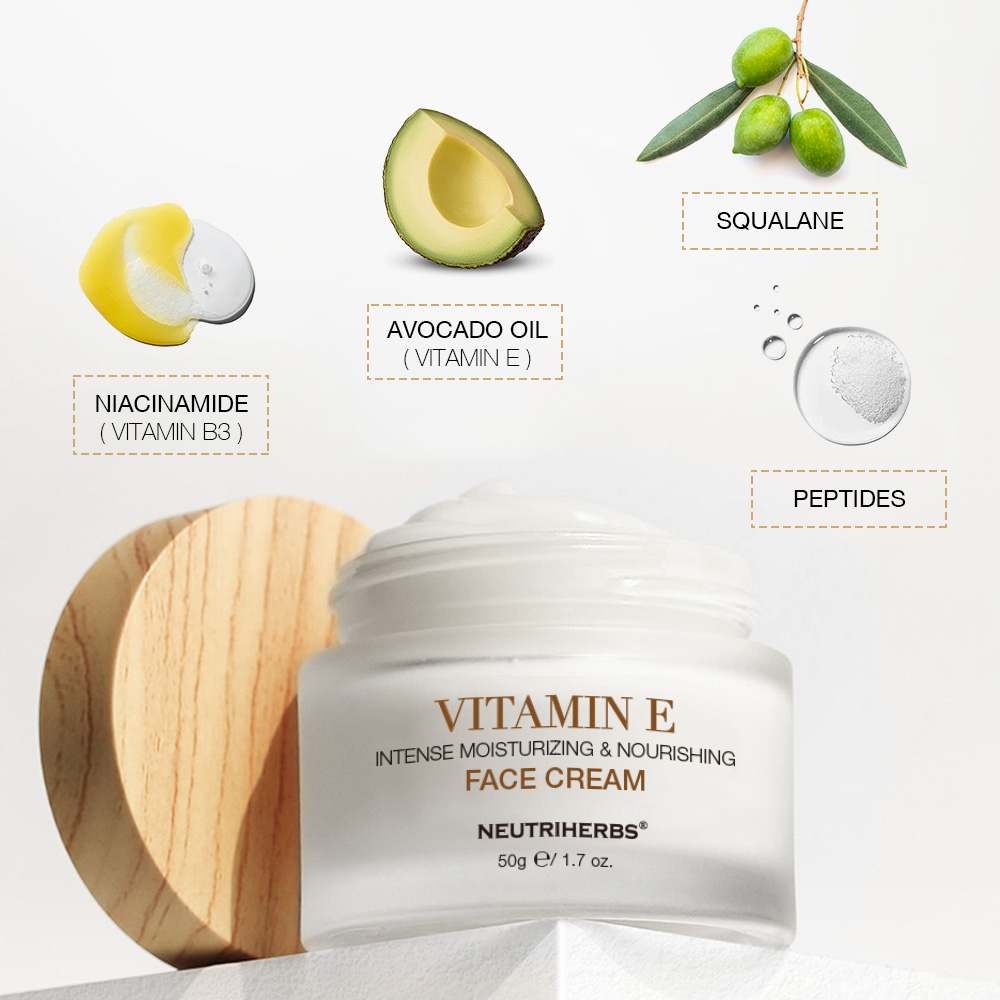 SQUALANE
AVOCADO OIL
( VITAMIN E )
NIACINAMIDE
( VITAMIN B3 )
PEPTIDES
VITAMIN E
INTENSE MOISTURIZING & NOURISHING
FACE CREAM
NEUTRIHERBS®
50g ℮/ 1.7 oz.